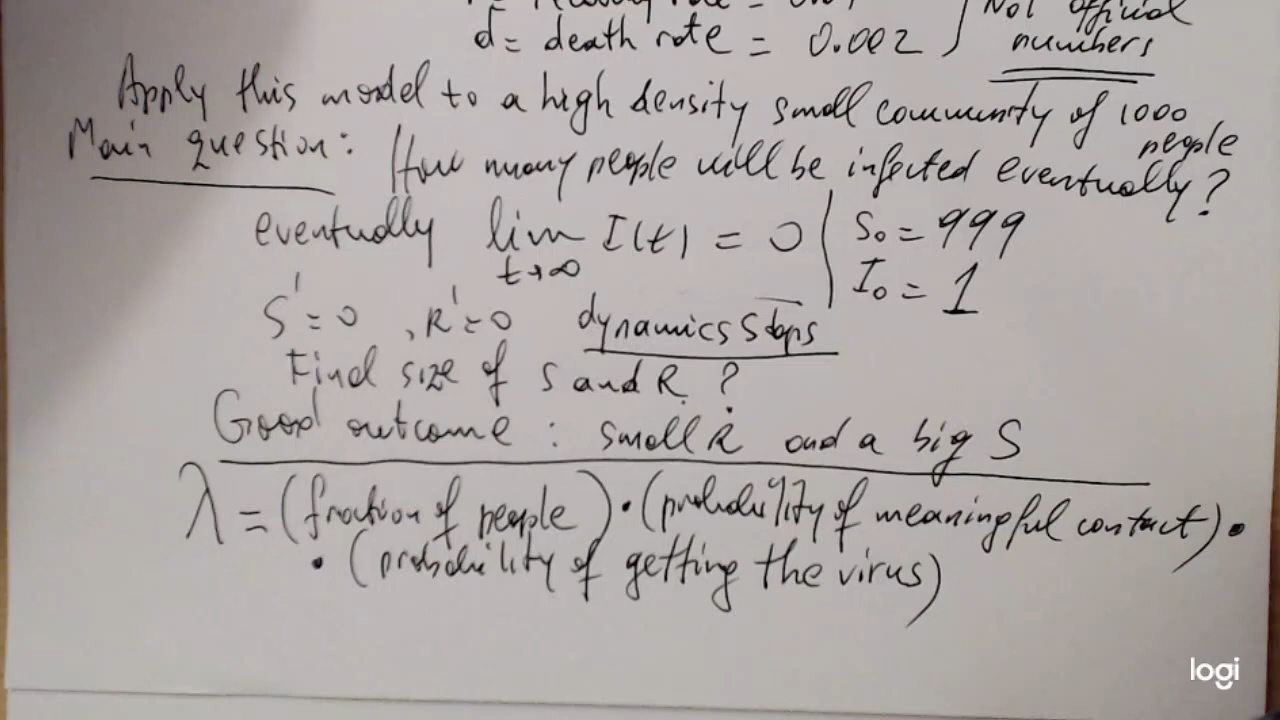 d = death rate = 0.002 } Not official numbers
Apply this model to a high density small community of 1000 people
Main question: How many people will be infected eventually?
eventually lim I(t) = 0 | S₀ = 999
t→∞ I₀ = 1
S' = 0 , R' = 0 dynamics stops
Find size of S and R ?
Good outcome : small R and a big S
λ = (fraction of people) · (probability of meaningful contact) ·
· (probability of getting the virus)
logi